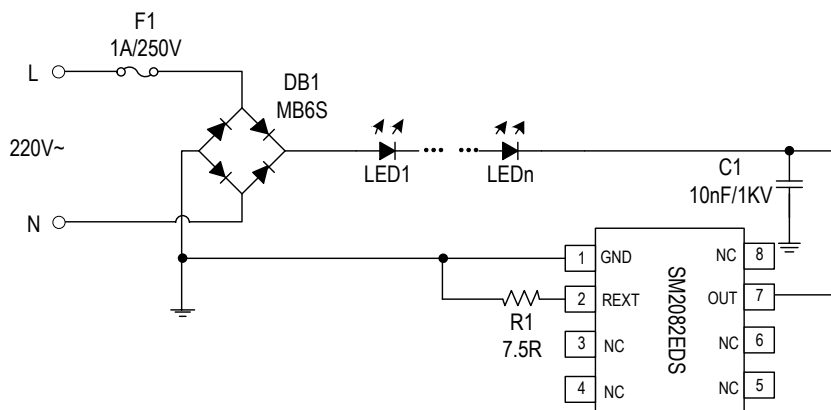 F1
1A/250V
L
DB1
MB6S
220V~
LED1
LEDn
C1
10nF/1KV
N
1
GND
NC
8
SM2082EDS
2
REXT
OUT
7
R1
7.5R
3
NC
NC
6
4
NC
NC
5